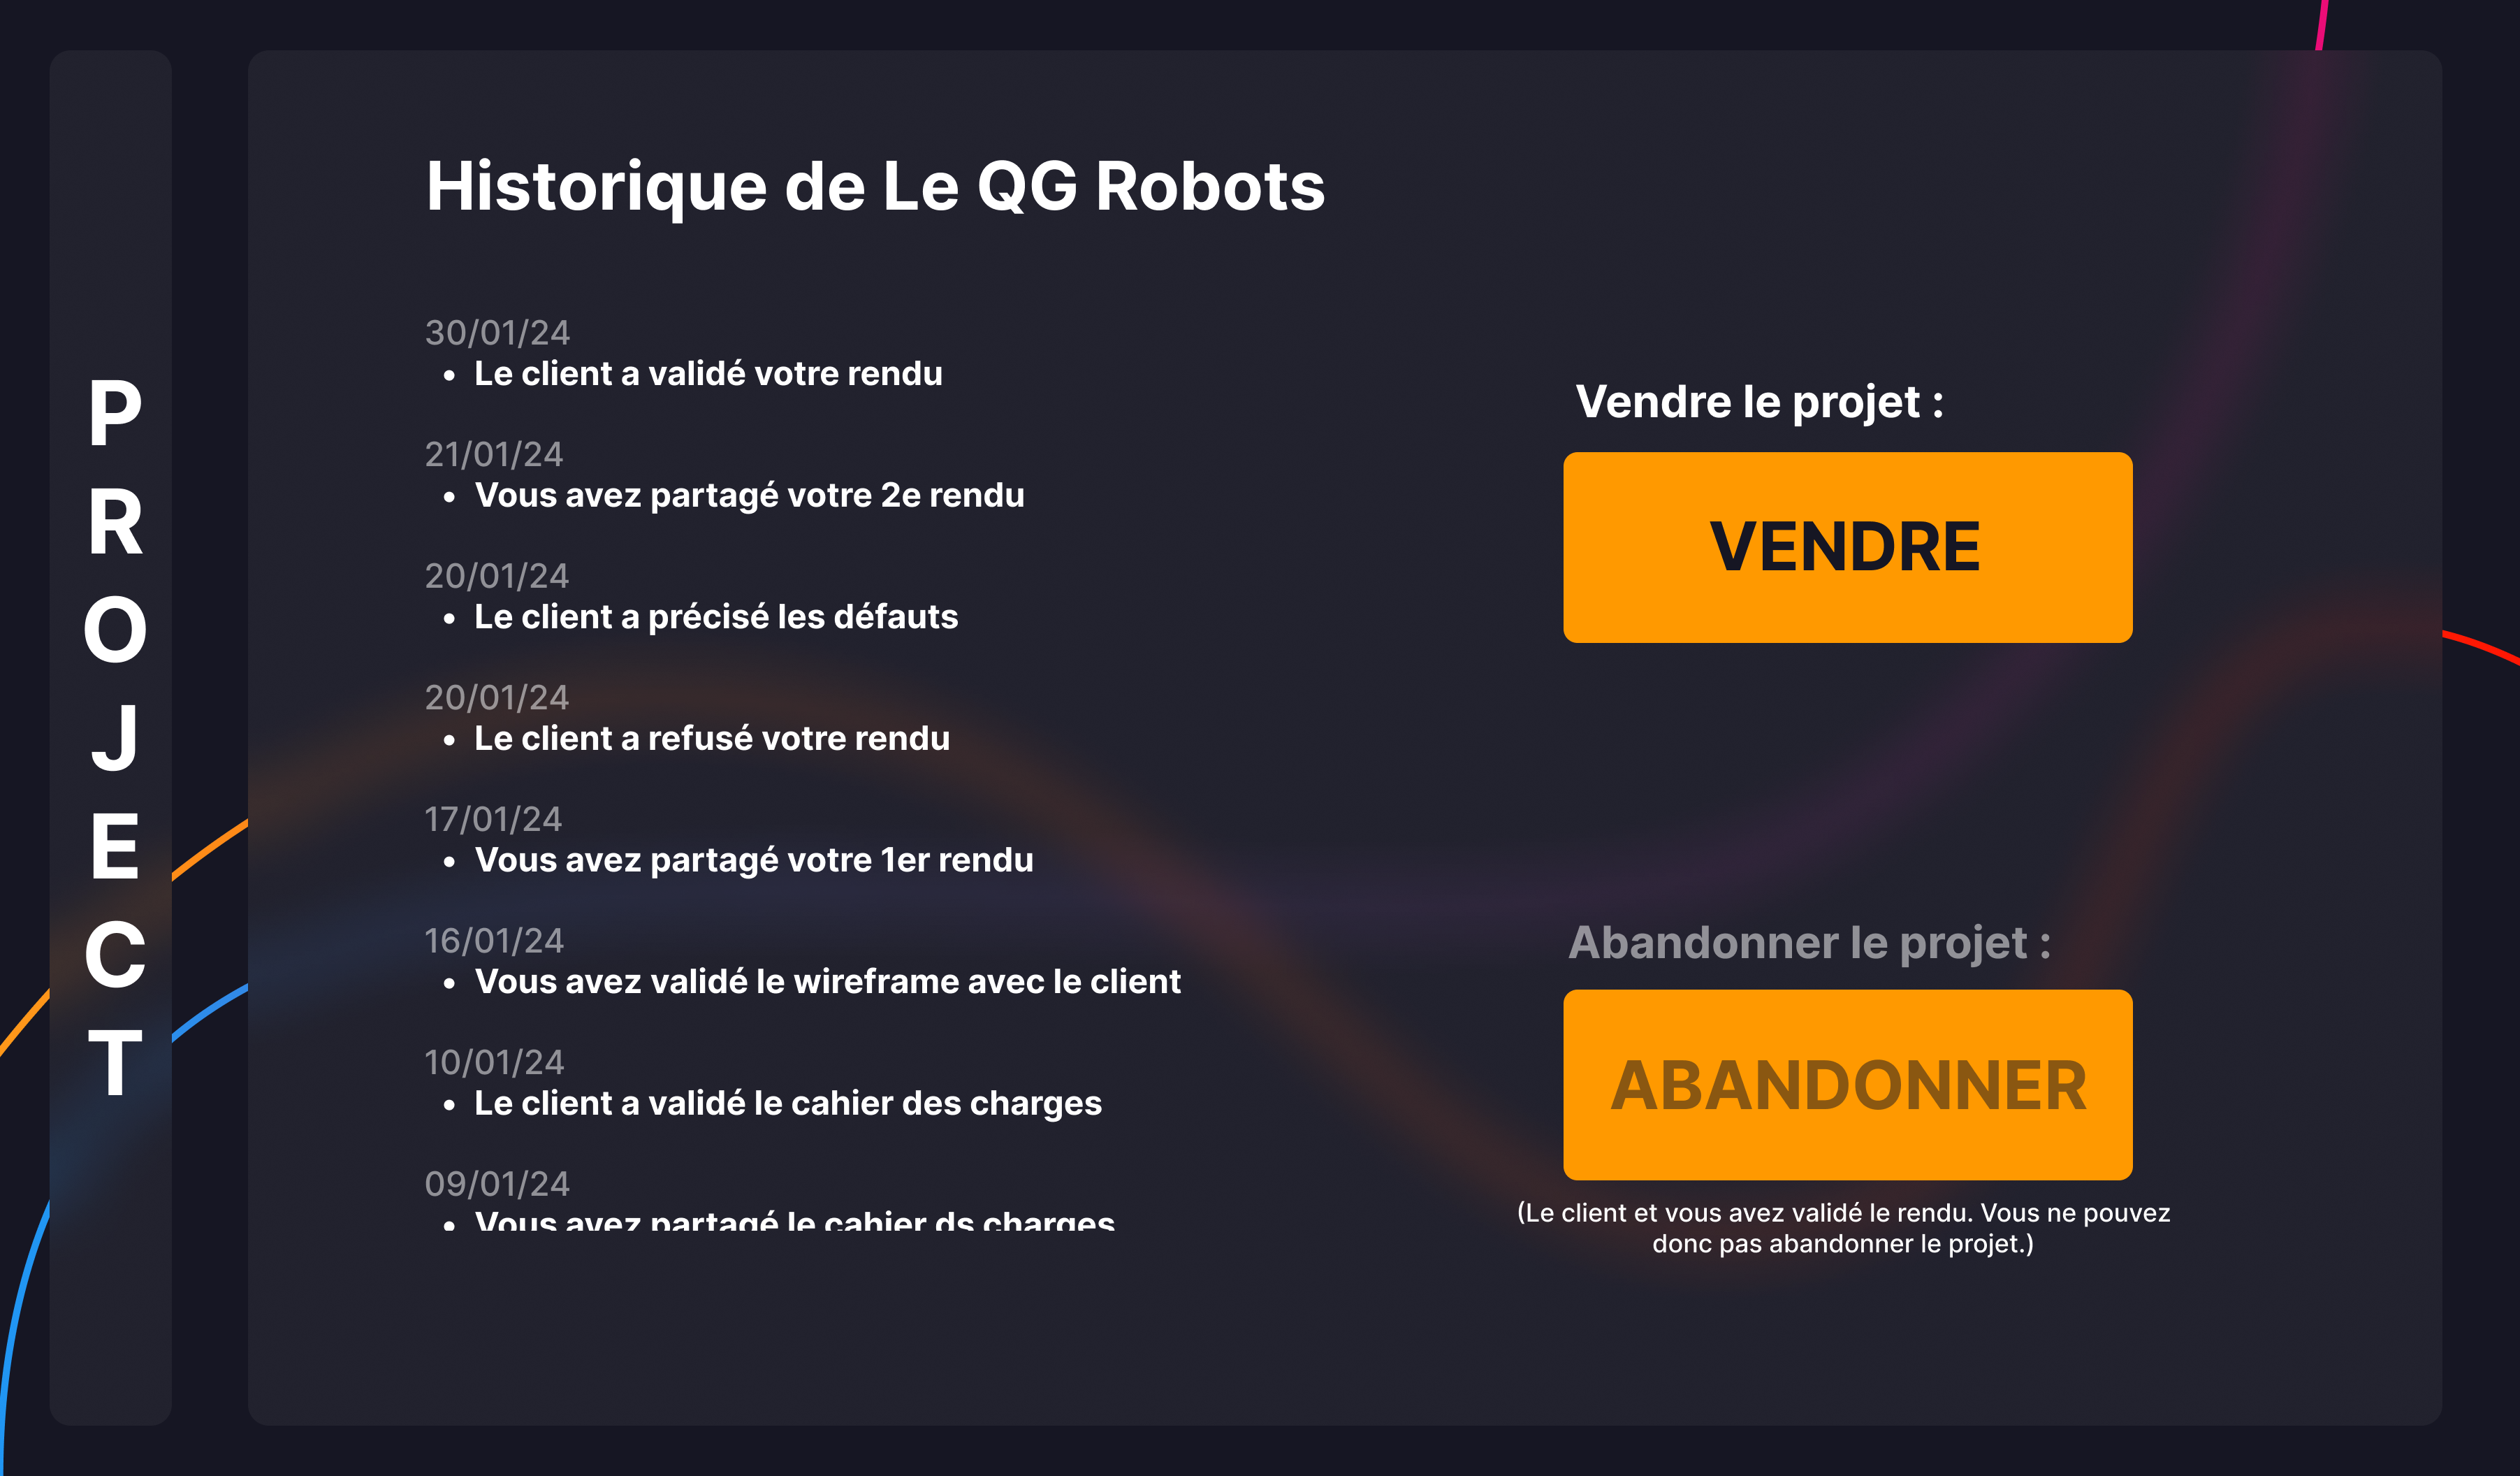 PROJECT
Historique de Le QG Robots
30/01/24
• Le client a validé votre rendu
21/01/24
• Vous avez partagé votre 2e rendu
20/01/24
• Le client a précisé les défauts
20/01/24
• Le client a refusé votre rendu
17/01/24
• Vous avez partagé votre 1er rendu
16/01/24
• Vous avez validé le wireframe avec le client
10/01/24
• Le client a validé le cahier des charges
09/01/24
• Vous avez partagé le cahier ds charges
Vendre le projet :
VENDRE
Abandonner le projet :
ABANDONNER
(Le client et vous avez validé le rendu. Vous ne pouvez
donc pas abandonner le projet.)